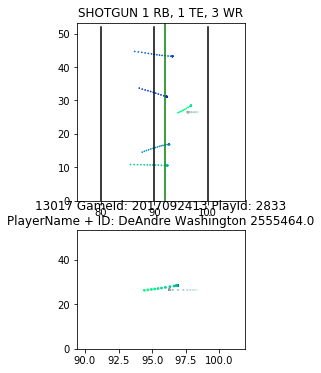 SHOTGUN 1 RB, 1 TE, 3 WR
50
40
30
20
10
0
80 90 100
13017 GameId: 2017092413 PlayId: 2833
PlayerName + ID: DeAndre Washington 2555464.0
40
20
0
90.0 92.5 95.0 97.5 100.0